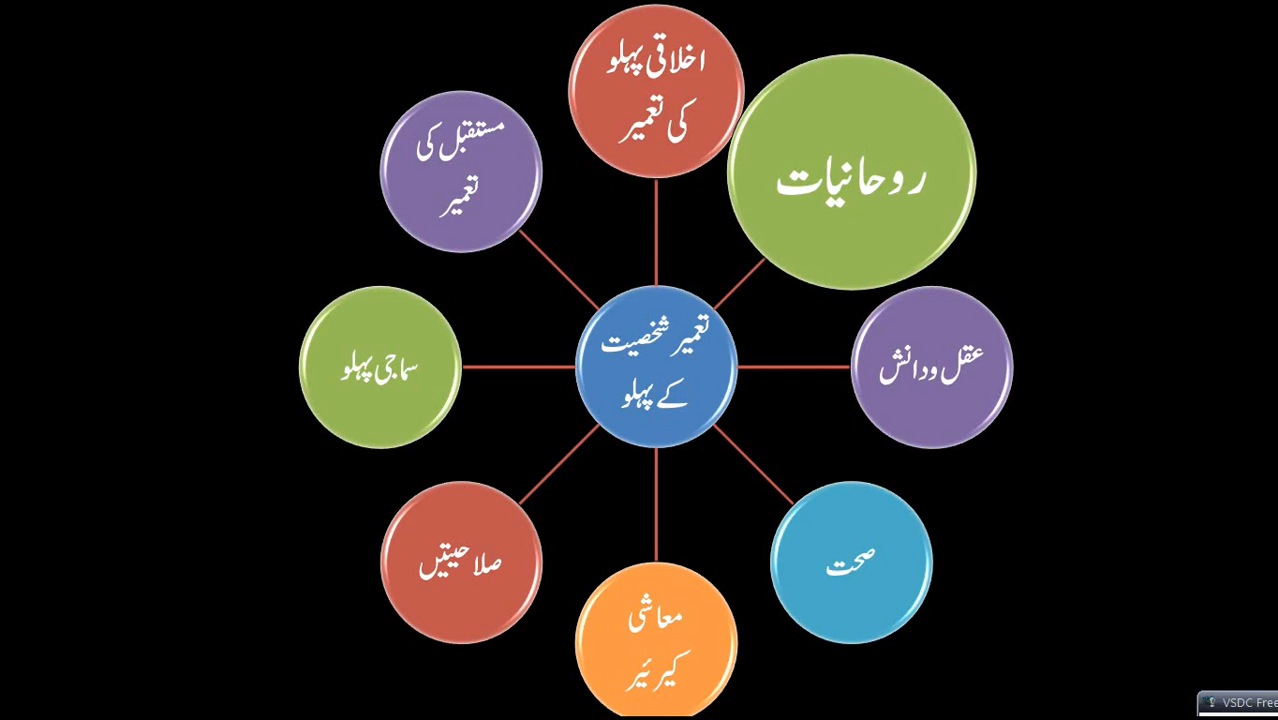 اخلاقی پہلو
کی تعمیر
روحانیات
مستقبل کی
تعمیر
تعمیر شخصیت
کے پہلو
عقل ودانش
سماجی پہلو
صحت
صلاحیتیں
معاشی
کیرئیر
VSDC Free